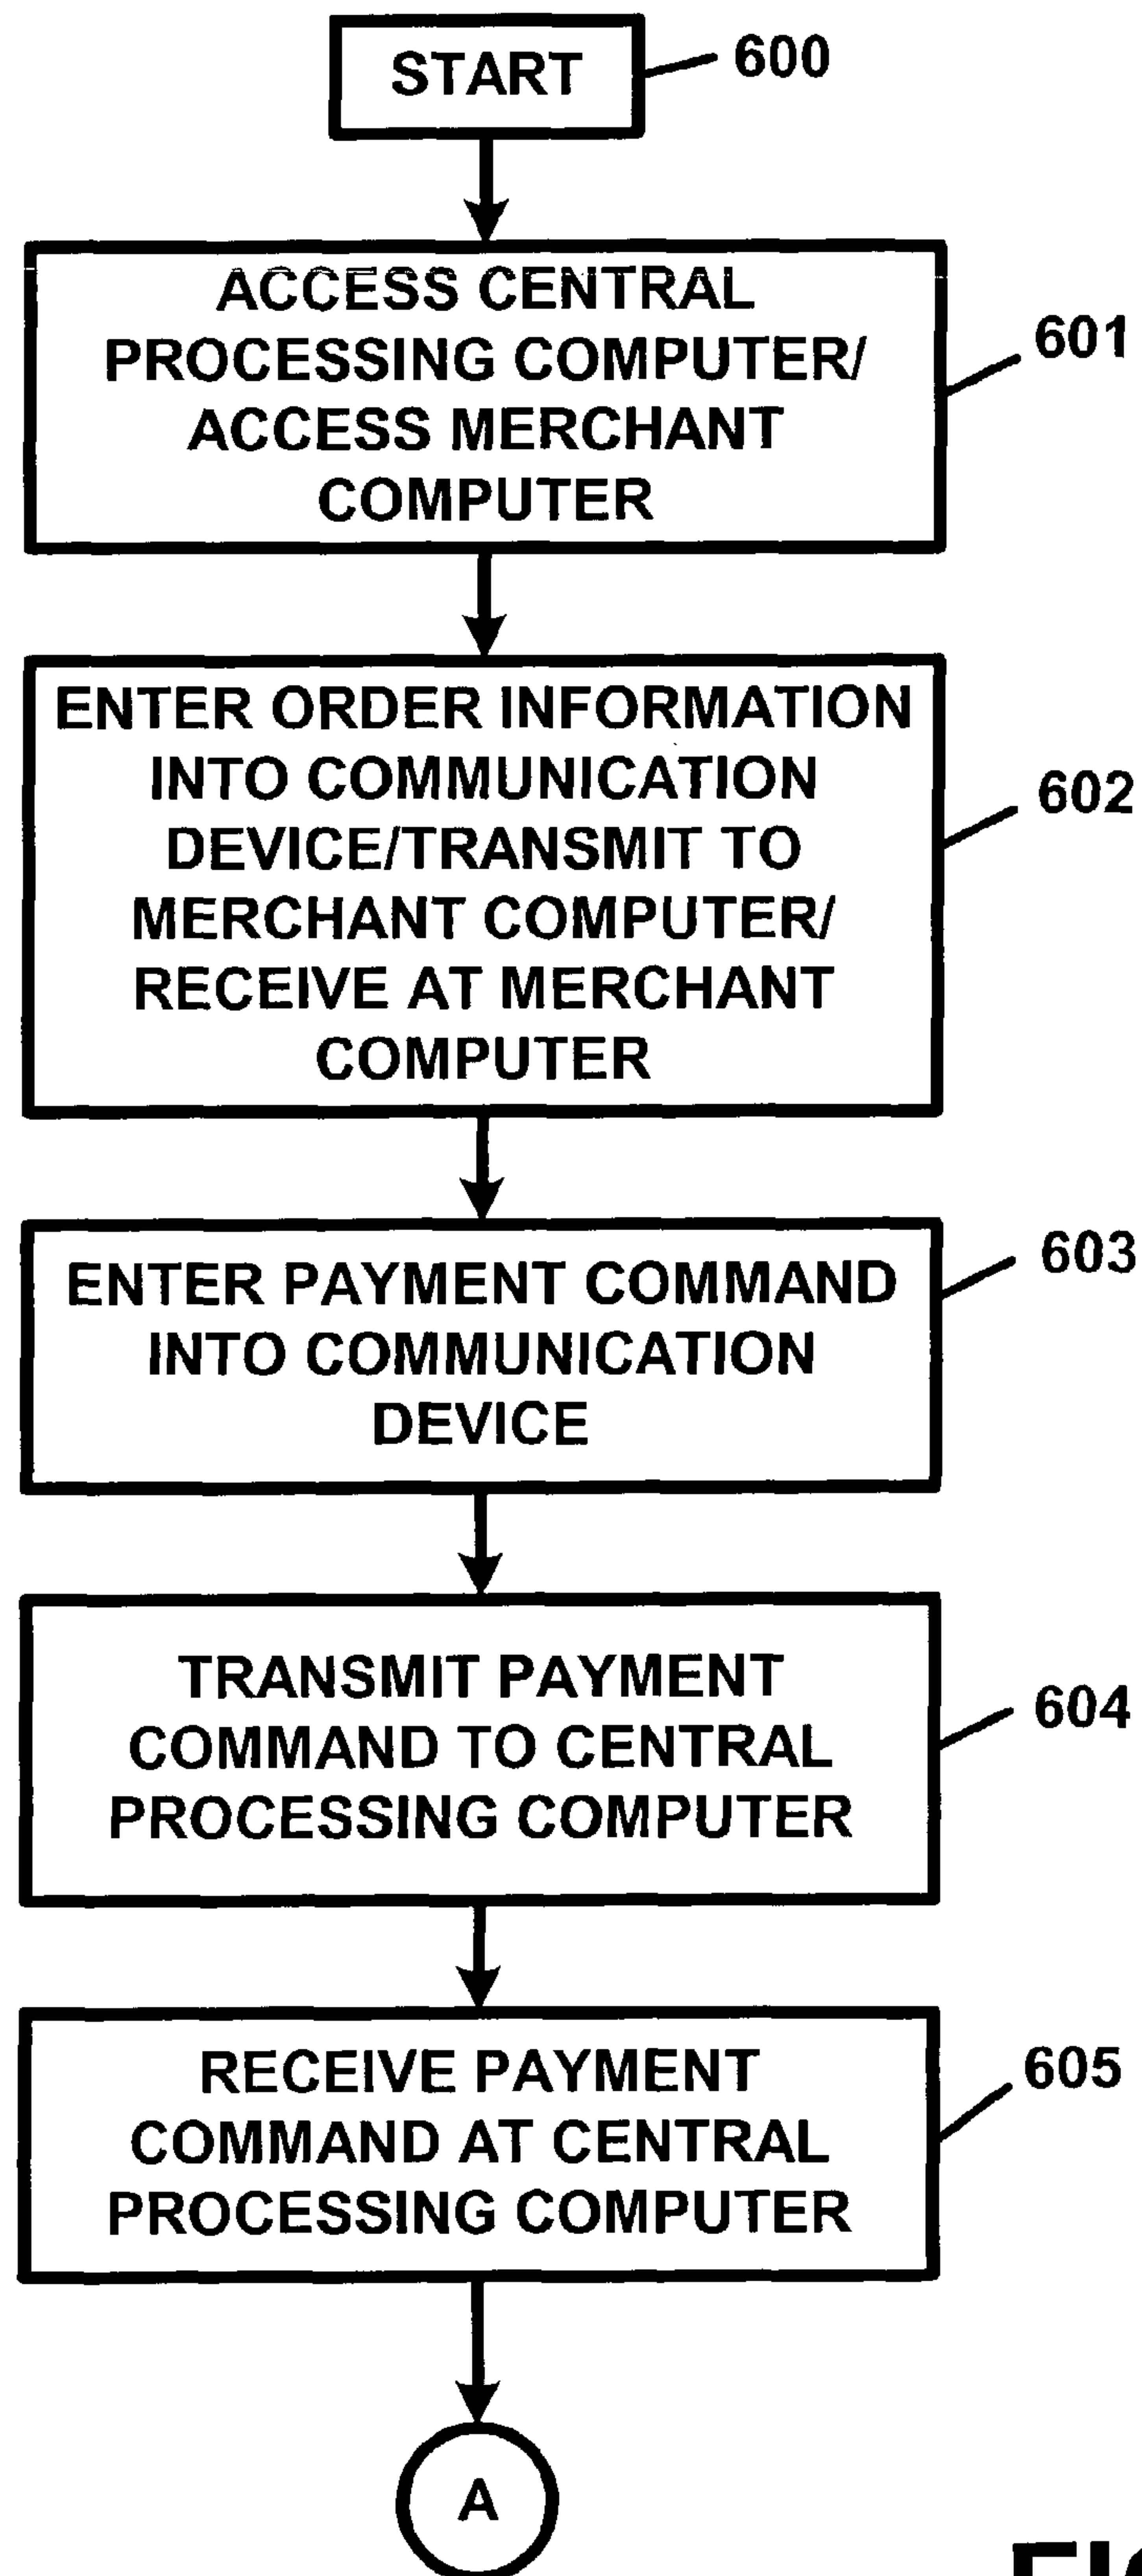 START
600
ACCESS CENTRAL
PROCESSING COMPUTER/
ACCESS MERCHANT
COMPUTER
601
ENTER ORDER INFORMATION
INTO COMMUNICATION
DEVICE/TRANSMIT TO
MERCHANT COMPUTER/
RECEIVE AT MERCHANT
COMPUTER
602
ENTER PAYMENT COMMAND
INTO COMMUNICATION
DEVICE
603
TRANSMIT PAYMENT
COMMAND TO CENTRAL
PROCESSING COMPUTER
604
RECEIVE PAYMENT
COMMAND AT CENTRAL
PROCESSING COMPUTER
605
A